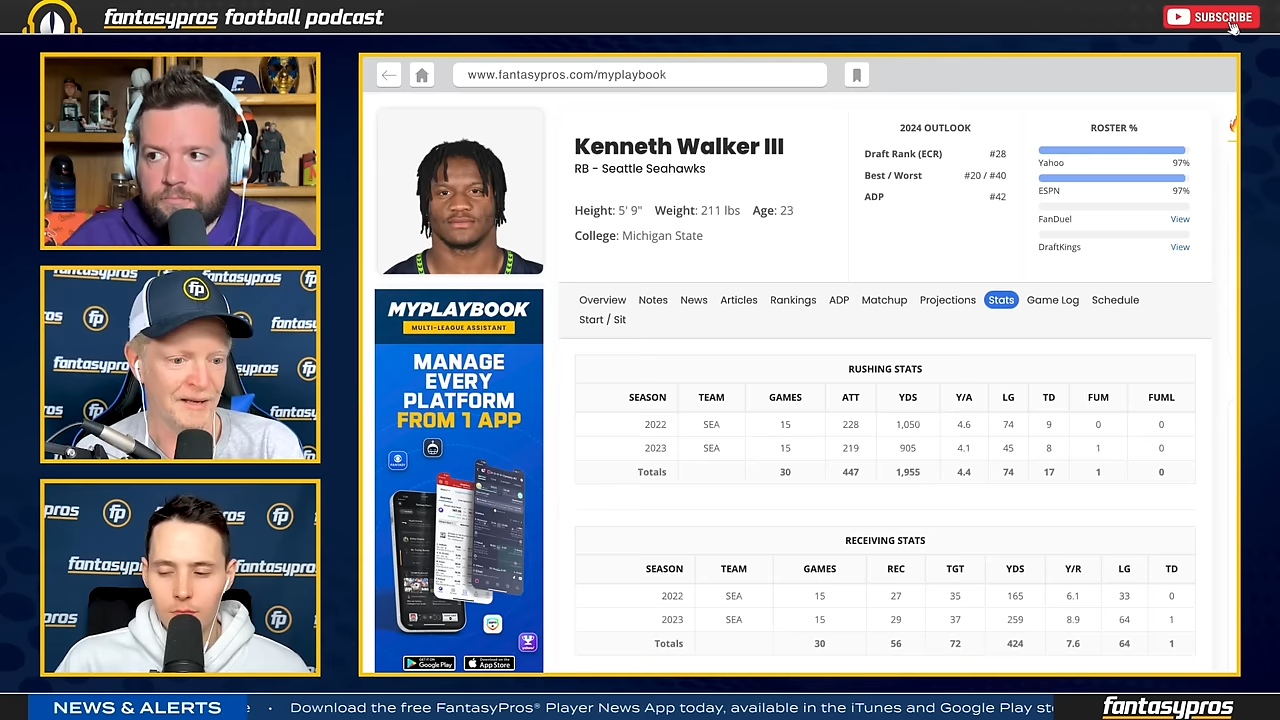 fantasypros football podcast
SUBSCRIBE
www.fantasypros.com/myplaybook
Kenneth Walker III
RB - Seattle Seahawks
Height: 5' 9" Weight: 211 lbs Age: 23
College: Michigan State
2024 OUTLOOK
Draft Rank (ECR) #28
Best / Worst #20 / #40
ADP #42
ROSTER %
Yahoo 97%
ESPN 97%
FanDuel View
DraftKings View
Overview Notes News Articles Rankings ADP Matchup Projections Stats Game Log Schedule
Start / Sit
MYPLAYBOOK
MULTI-LEAGUE ASSISTANT
MANAGE
EVERY
PLATFORM
FROM 1 APP
Google Play
App Store
RUSHING STATS
SEASON TEAM GAMES ATT YDS Y/A LG TD FUM FUML
2022 SEA 15 228 1,050 4.6 74 9 0 0
2023 SEA 15 219 905 4.1 45 8 1 0
Totals 30 447 1,955 4.4 74 17 1 0
RECEIVING STATS
SEASON TEAM GAMES REC TGT YDS Y/R LG TD
2022 SEA 15 27 35 165 6.1 33 0
2023 SEA 15 29 37 259 8.9 64 1
Totals 30 56 72 424 7.6 64 1
fantasypros
fp
fantasypros
fp
NEWS & ALERTS
e · Download the free FantasyPros® Player News App today, available in the iTunes and Google Play sto
fantasypros